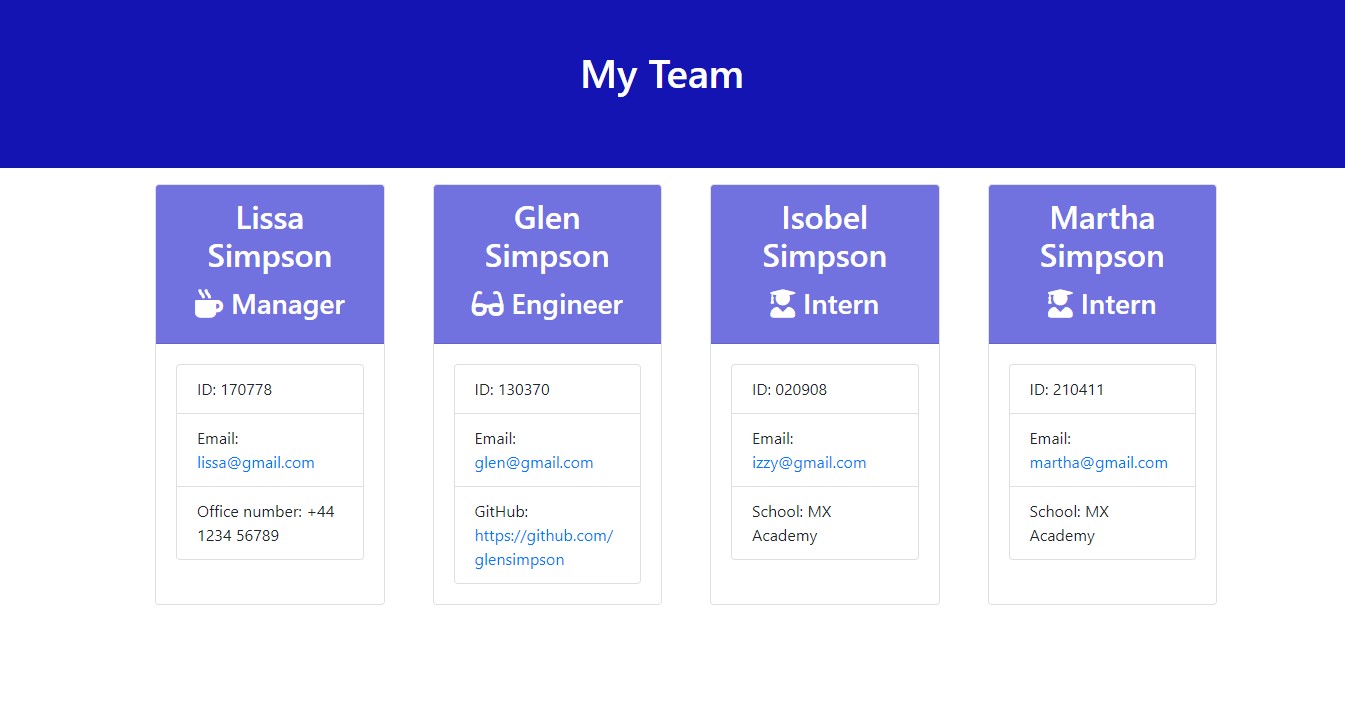 My Team
Lissa
Simpson
Manager
ID: 170778
Email:
lissa@gmail.com
Office number: +44
1234 56789
Glen
Simpson
Engineer
ID: 130370
Email:
glen@gmail.com
GitHub:
https://github.com/
glensimpson
Isobel
Simpson
Intern
ID: 020908
Email:
izzy@gmail.com
School: MX
Academy
Martha
Simpson
Intern
ID: 210411
Email:
martha@gmail.com
School: MX
Academy